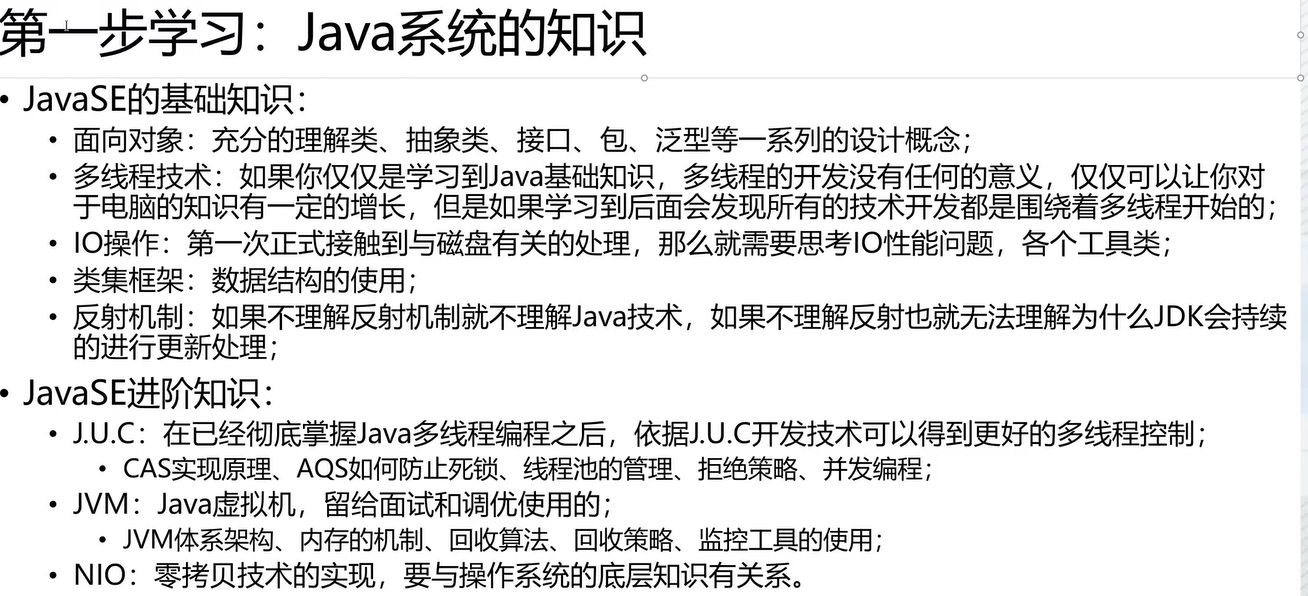 第一步学习：Java系统的知识
• JavaSE的基础知识：
• 面向对象：充分的理解类、抽象类、接口、包、泛型等一系列的设计概念；
• 多线程技术：如果你仅仅是学习到Java基础知识，多线程的开发没有任何的意义，仅仅可以让你对
于电脑的知识有一定的增长，但是如果学习到后面会发现所有的技术开发都是围绕着多线程开始的；
• IO操作：第一次正式接触到与磁盘有关的处理，那么就需要思考IO性能问题，各个工具类；
• 类集框架：数据结构的使用；
• 反射机制：如果不理解反射机制就不理解Java技术，如果不理解反射也就无法理解为什么JDK会持续
的进行更新处理；
• JavaSE进阶知识：
• J.U.C：在已经彻底掌握Java多线程编程之后，依据J.U.C开发技术可以得到更好的多线程控制；
• CAS实现原理、AQS如何防止死锁、线程池的管理、拒绝策略、并发编程；
• JVM：Java虚拟机，留给面试和调优使用的；
• JVM体系架构、内存的机制、回收算法、回收策略、监控工具的使用；
• NIO：零拷贝技术的实现，要与操作系统的底层知识有关系。